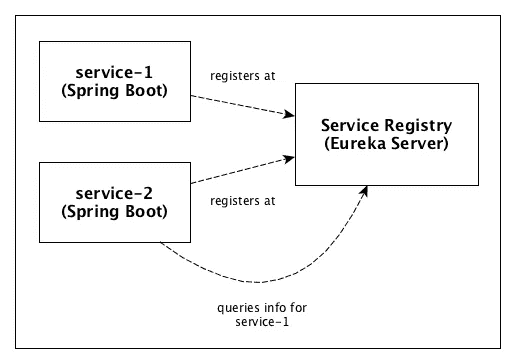 service-1
(Spring Boot)
registers at
Service Registry
(Eureka Server)
service-2
(Spring Boot)
registers at
queries info for
service-1